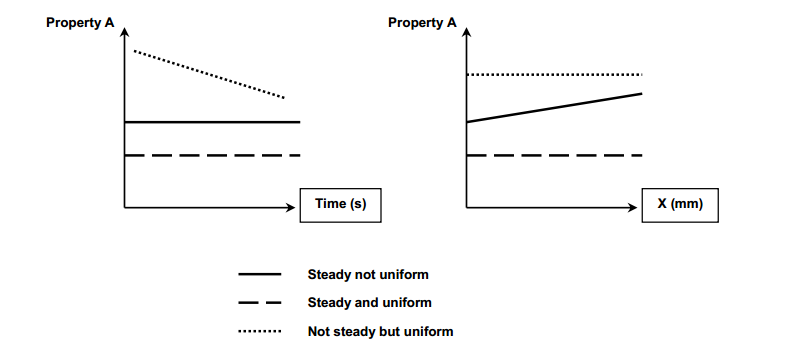 Property A
Property A
Time (s)
X (mm)
Steady not uniform
Steady and uniform
Not steady but uniform